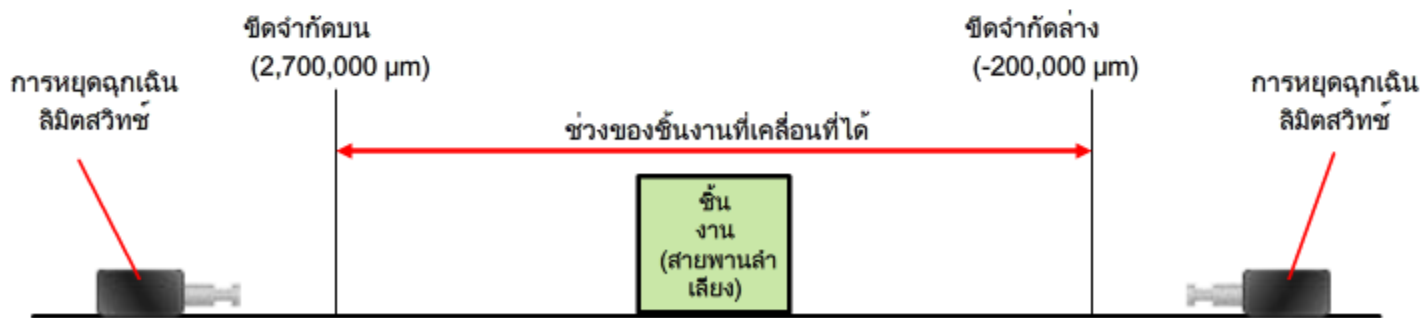 ขีดจำกัดบน
(2,700,000 µm)
ขีดจำกัดล่าง
(-200,000 µm)
การหยุดฉุกเฉิน
ลิมิตสวิทช์
การหยุดฉุกเฉิน
ลิมิตสวิทช์
ช่วงของชิ้นงานที่เคลื่อนที่ได้
ชิ้น
งาน
(สายพานลำ
เลียง)